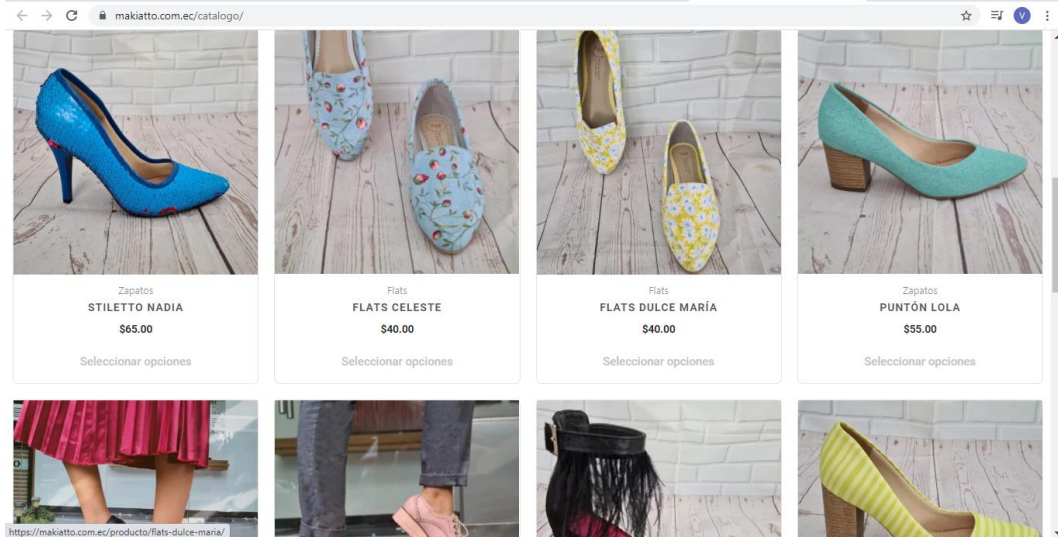 makiatto.com.ec/catalogo/
V
Zapatos
STILETTO NADIA
$65.00
Seleccionar opciones
Flats
FLATS CELESTE
$40.00
Seleccionar opciones
Flats
FLATS DULCE MARÍA
$40.00
Seleccionar opciones
Zapatos
PUNTÓN LOLA
$55.00
Seleccionar opciones
https://makiatto.com.ec/producto/flats-dulce-maria/